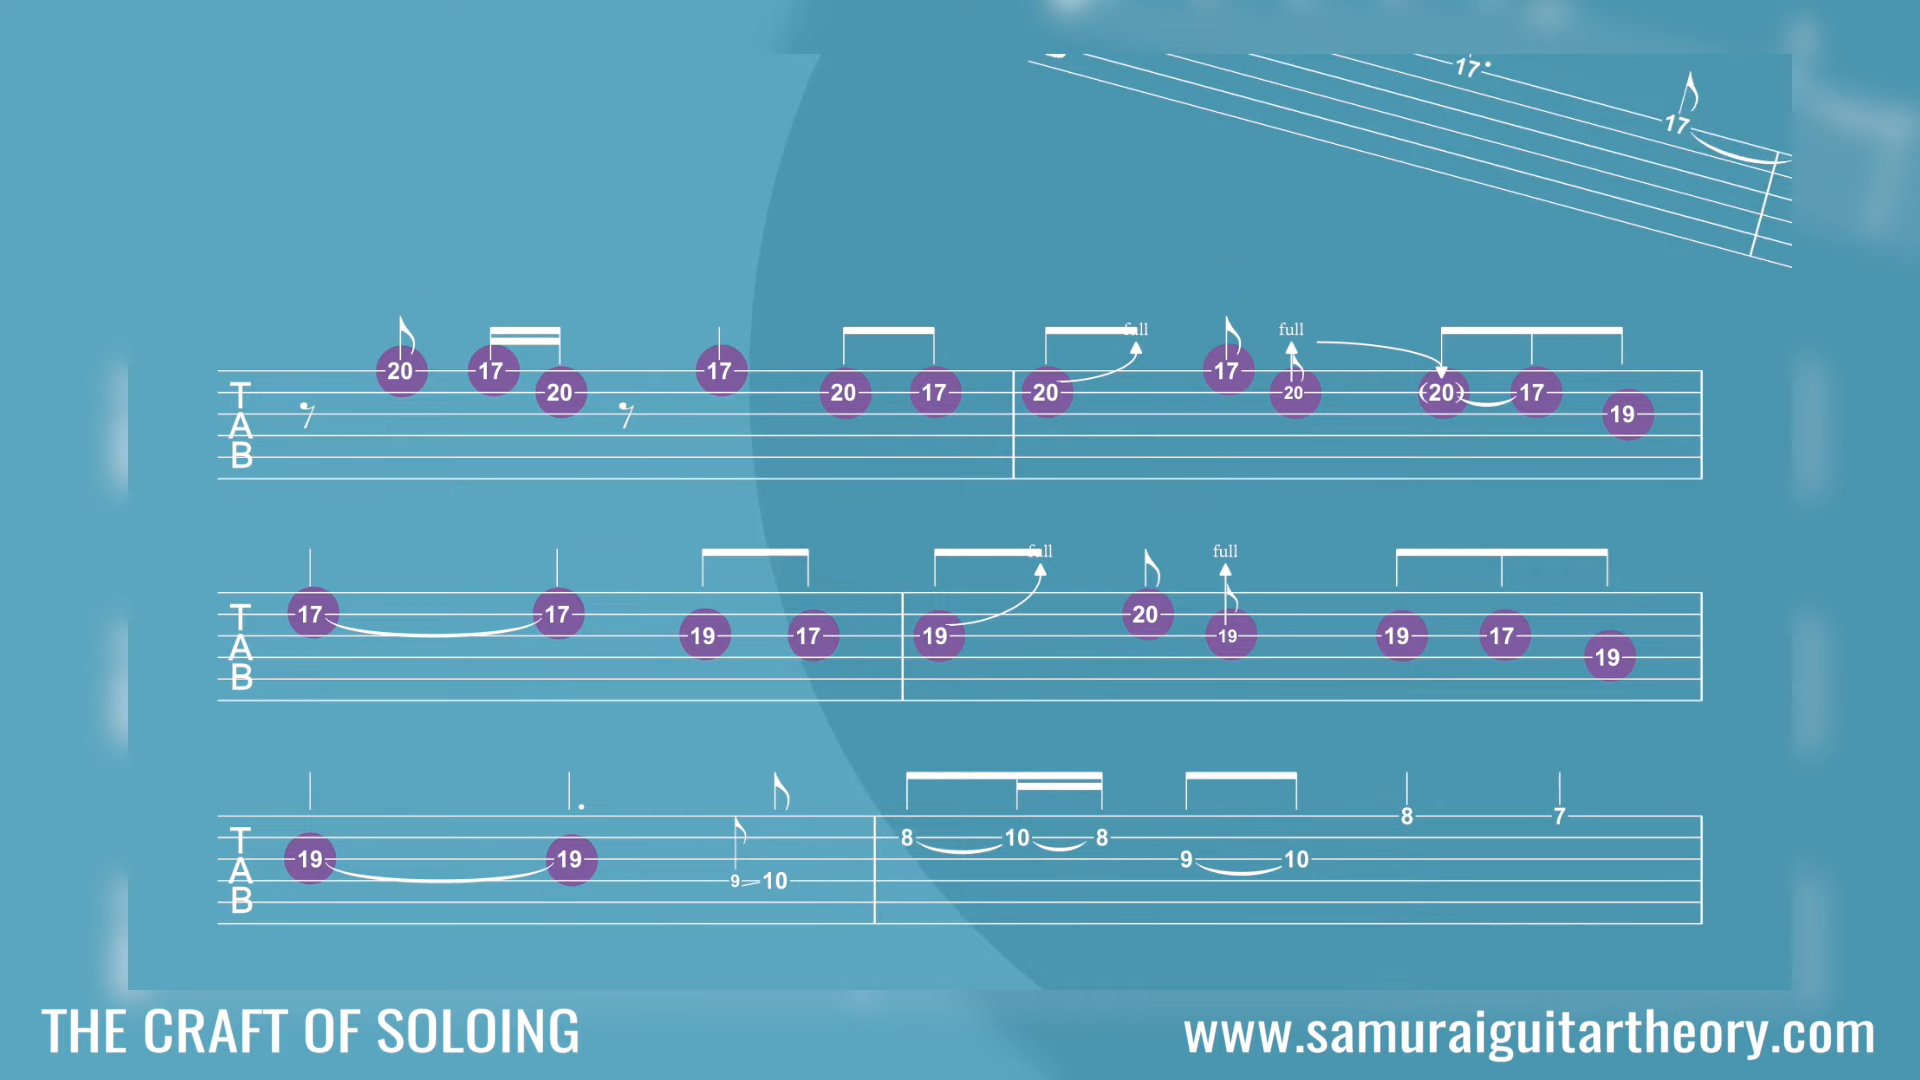 17
17
full full
20 17 17 17
T 20 20 17 20 20 (20) 17
A 19
B
full full
T 17 17 20
A 19 17 19 19 19 17
B 19
8 7
T 8 10 8
A 19 19 9 10
B 9 10
THE CRAFT OF SOLOING
www.samuraiguitartheory.com